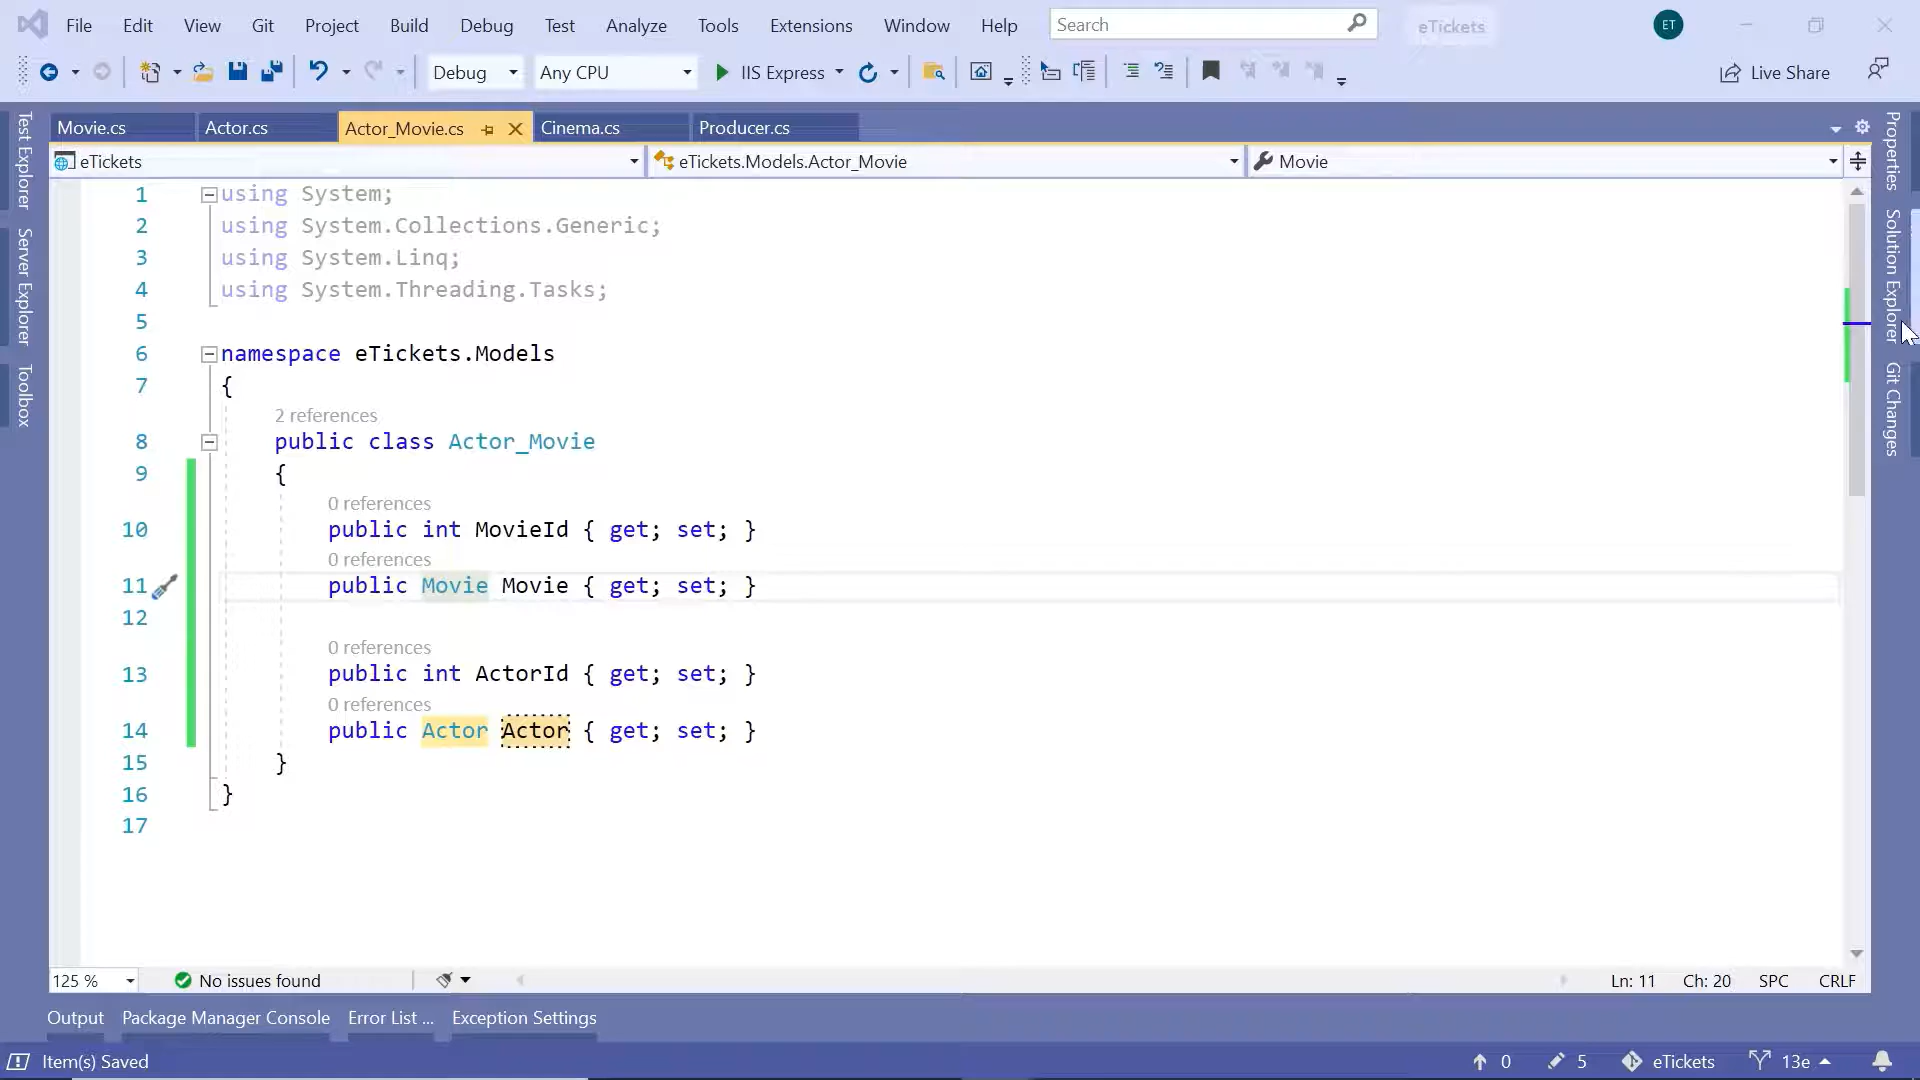 File Edit View Git Project Build Debug Test Analyze Tools Extensions Window Help Search eTickets ET
Debug Any CPU IIS Express Live Share
Movie.cs Actor.cs Actor_Movie.cs Cinema.cs Producer.cs
eTickets eTickets.Models.Actor_Movie Movie
Test Explorer
Server Explorer
Toolbox
1 using System;
2 using System.Collections.Generic;
3 using System.Linq;
4 using System.Threading.Tasks;
5
6 namespace eTickets.Models
7 {
2 references
8 public class Actor_Movie
9 {
0 references
10 public int MovieId { get; set; }
0 references
11 public Movie Movie { get; set; }
12
0 references
13 public int ActorId { get; set; }
0 references
14 public Actor Actor { get; set; }
15 }
16 }
17
Properties
Solution Explorer
Git Changes
125 % No issues found Ln: 11 Ch: 20 SPC CRLF
Output Package Manager Console Error List ... Exception Settings
Item(s) Saved 0 5 eTickets 13e